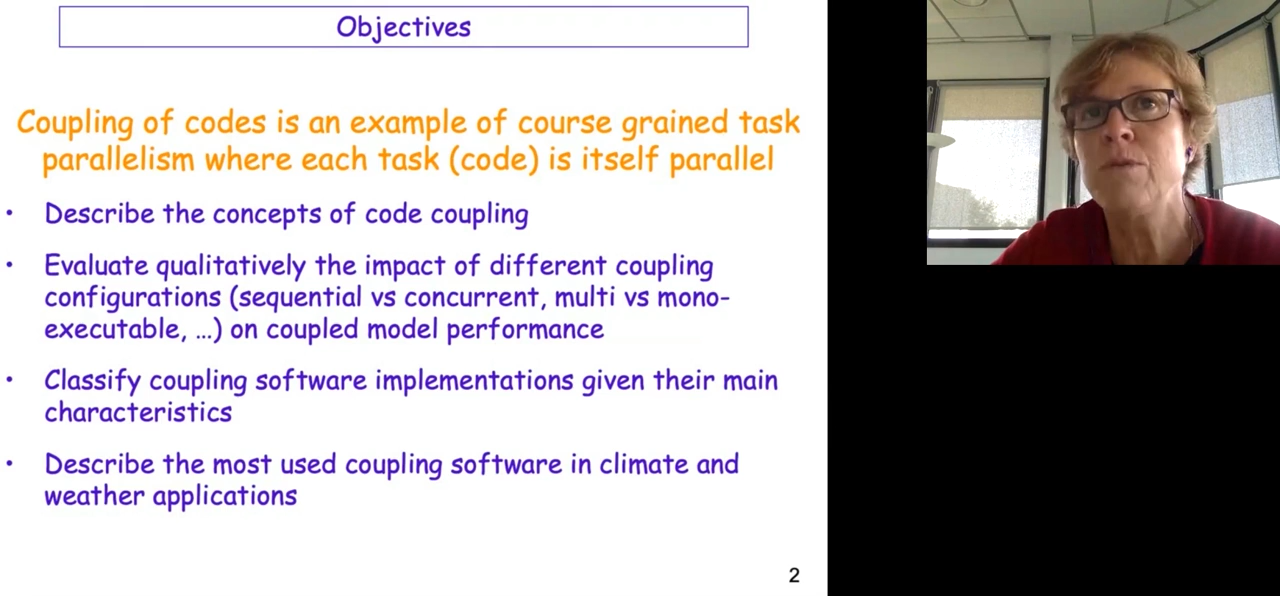 Objectives
Coupling of codes is an example of course grained task
parallelism where each task (code) is itself parallel
• Describe the concepts of code coupling
• Evaluate qualitatively the impact of different coupling
configurations (sequential vs concurrent, multi vs mono-
executable, …) on coupled model performance
• Classify coupling software implementations given their main
characteristics
• Describe the most used coupling software in climate and
weather applications
2